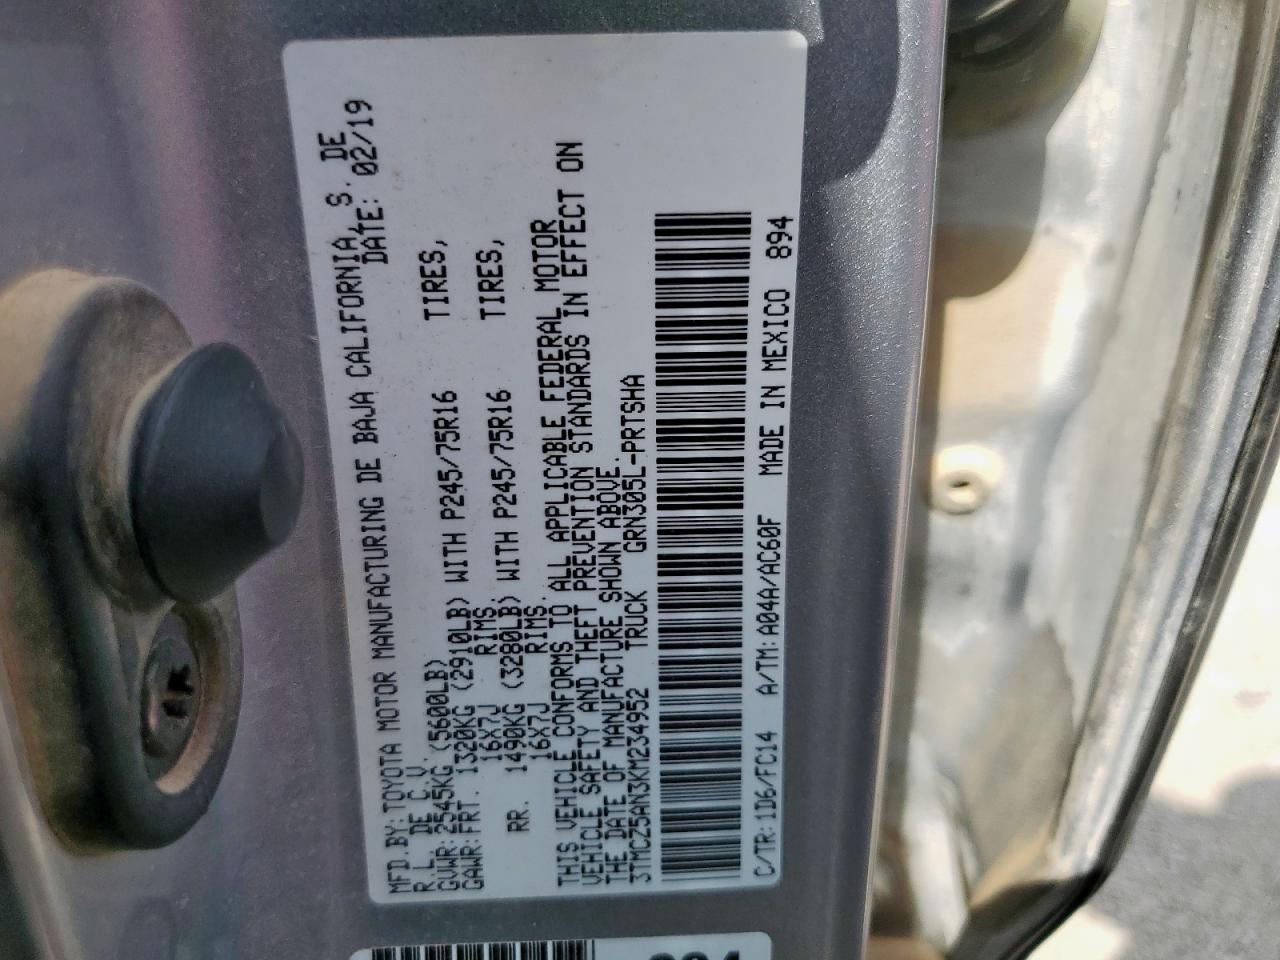 MFD.BY:TOYOTA MOTOR MANUFACTURING DE BAJA CALIFORNIA, S. DE
R.L. DE C.V. DATE: 02/19
GVWR:2545KG (5600LB)
GAWR:FRT. 1320KG (2910LB) WITH P245/75R16 TIRES,
16X7J RIMS.
RR. 1490KG (3280LB) WITH P245/75R16 TIRES,
16X7J RIMS.
THIS VEHICLE CONFORMS TO ALL APPLICABLE FEDERAL MOTOR
VEHICLE SAFETY AND THEFT PREVENTION STANDARDS IN EFFECT ON
THE DATE OF MANUFACTURE SHOWN ABOVE.
3TMCZ5AN3KM234952 TRUCK GRN305L-PRTSHA
C/TR:1D6/FC14 A/TM:A04A/AC60F MADE IN MEXICO 894